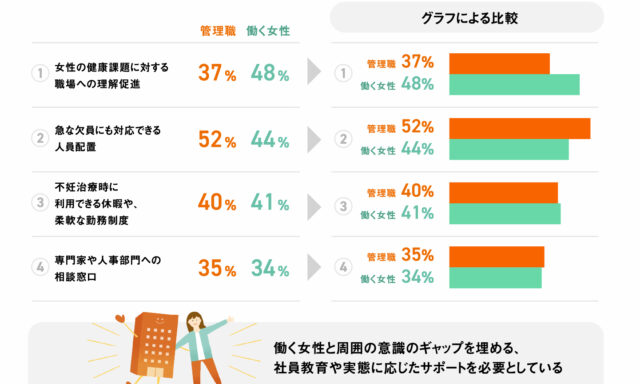 グラフによる比較
管理職 働く女性
1 女性の健康課題に対する
職場への理解促進
37% 48%
1 管理職 37%
働く女性 48%
2 急な欠員にも対応できる
人員配置
52% 44%
2 管理職 52%
働く女性 44%
3 不妊治療時に
利用できる休暇や、
柔軟な勤務制度
40% 41%
3 管理職 40%
働く女性 41%
4 専門家や人事部門への
相談窓口
35% 34%
4 管理職 35%
働く女性 34%
働く女性と周囲の意識のギャップを埋める、
社員教育や実態に応じたサポートを必要としている